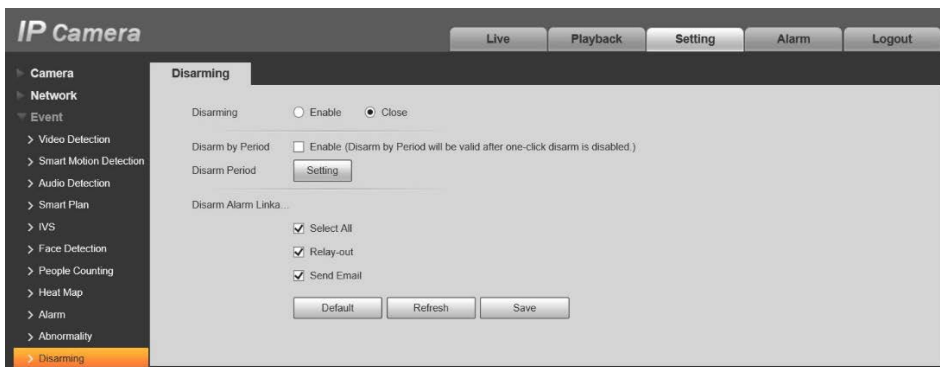 IP Camera
Live Playback Setting Alarm Logout
Camera
Network
Event
Video Detection
Smart Motion Detection
Audio Detection
Smart Plan
IVS
Face Detection
People Counting
Heat Map
Alarm
Abnormality
Disarming
Disarming
Disarming Enable Close
Disarm by Period Enable (Disarm by Period will be valid after one-click disarm is disabled.)
Disarm Period Setting
Disarm Alarm Linka...
Select All
Relay-out
Send Email
Default Refresh Save